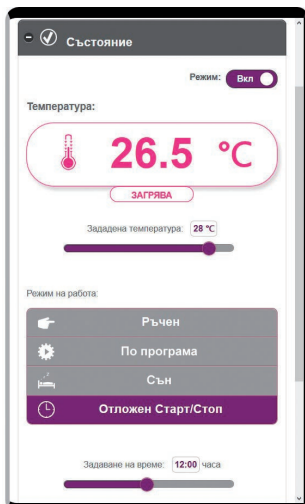 Състояние
Режим: Вкл
Температура:
26.5 °C
ЗАГРЯВА
Зададена температура: 28 °C
Режим на работа:
Ръчен
По програма
Сън
Отложен Старт/Стоп
Задаване на време: 12:00 часа